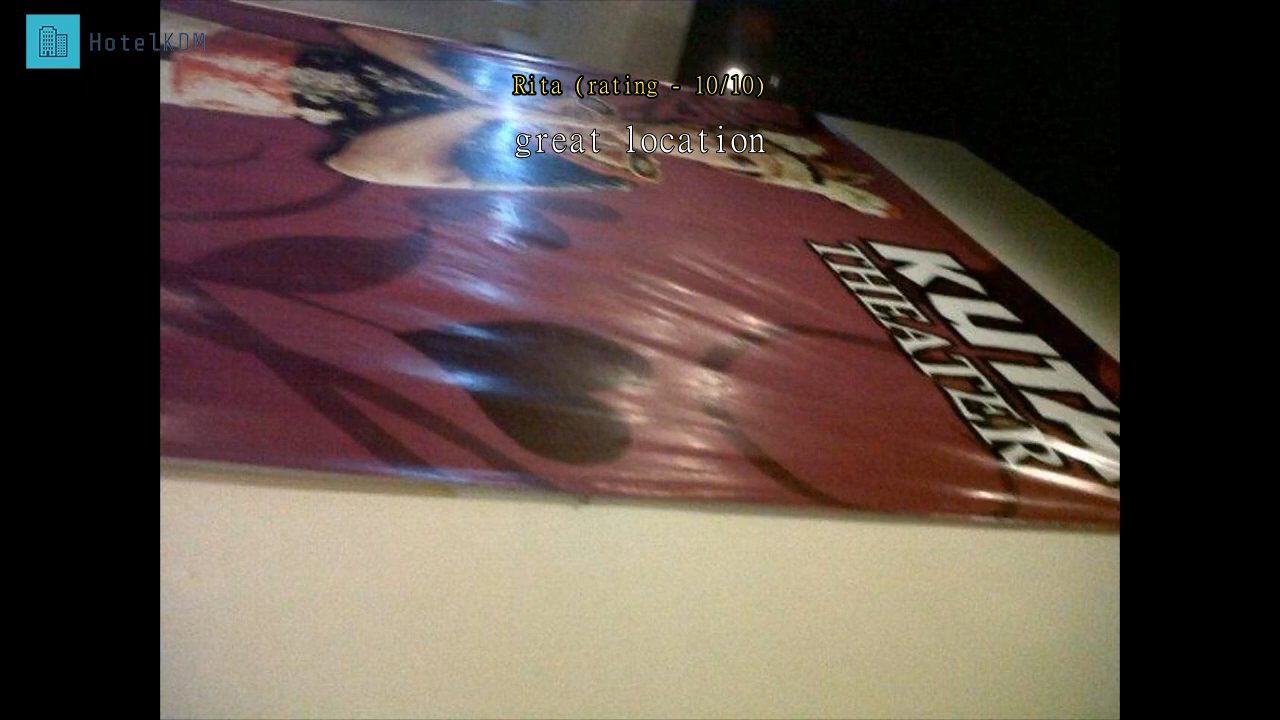 HotelKDM
Rita (rating - 10/10)
great location
KUTA
THEATER